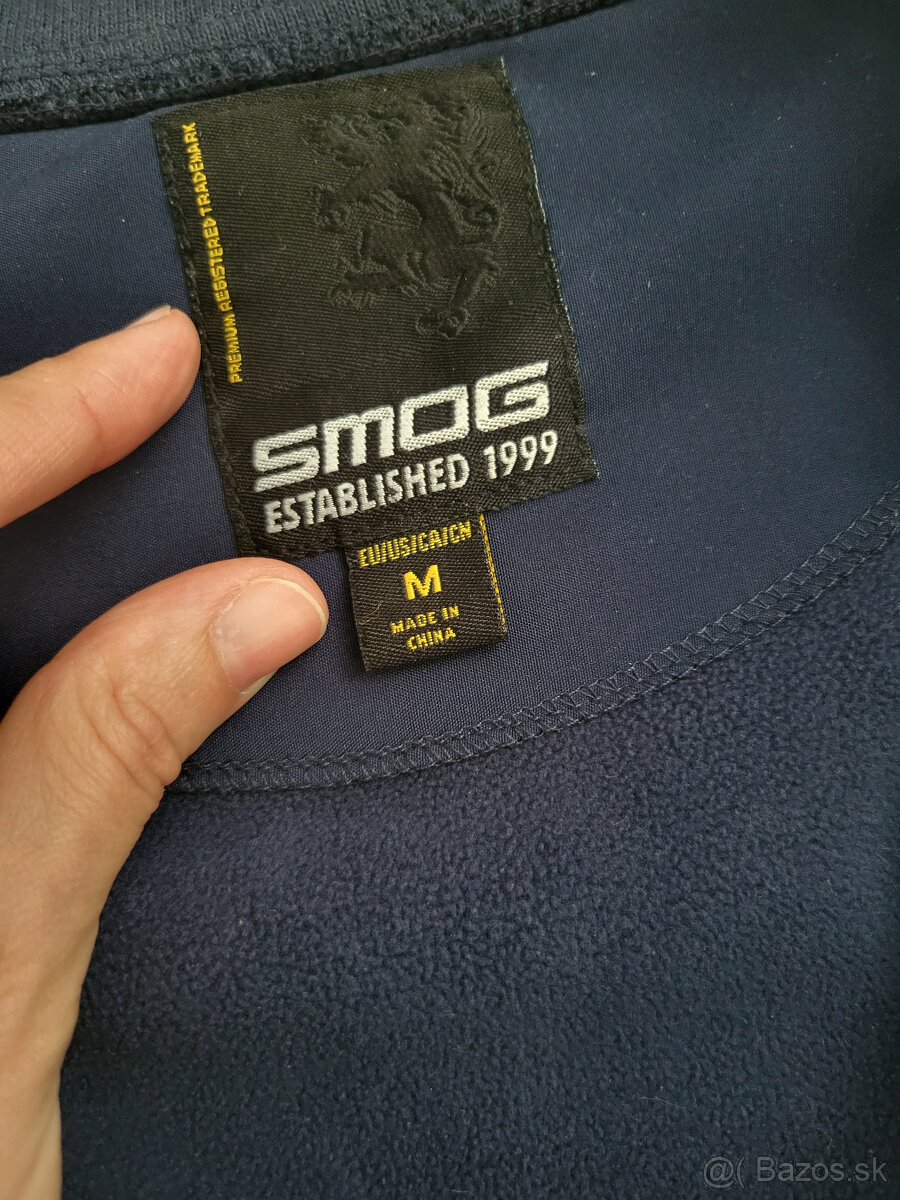 PREMIUM REGISTERED TRADEMARK
SMOG
ESTABLISHED 1999
EU/US/CA/CN
M
MADE IN
CHINA
@( Bazos.sk